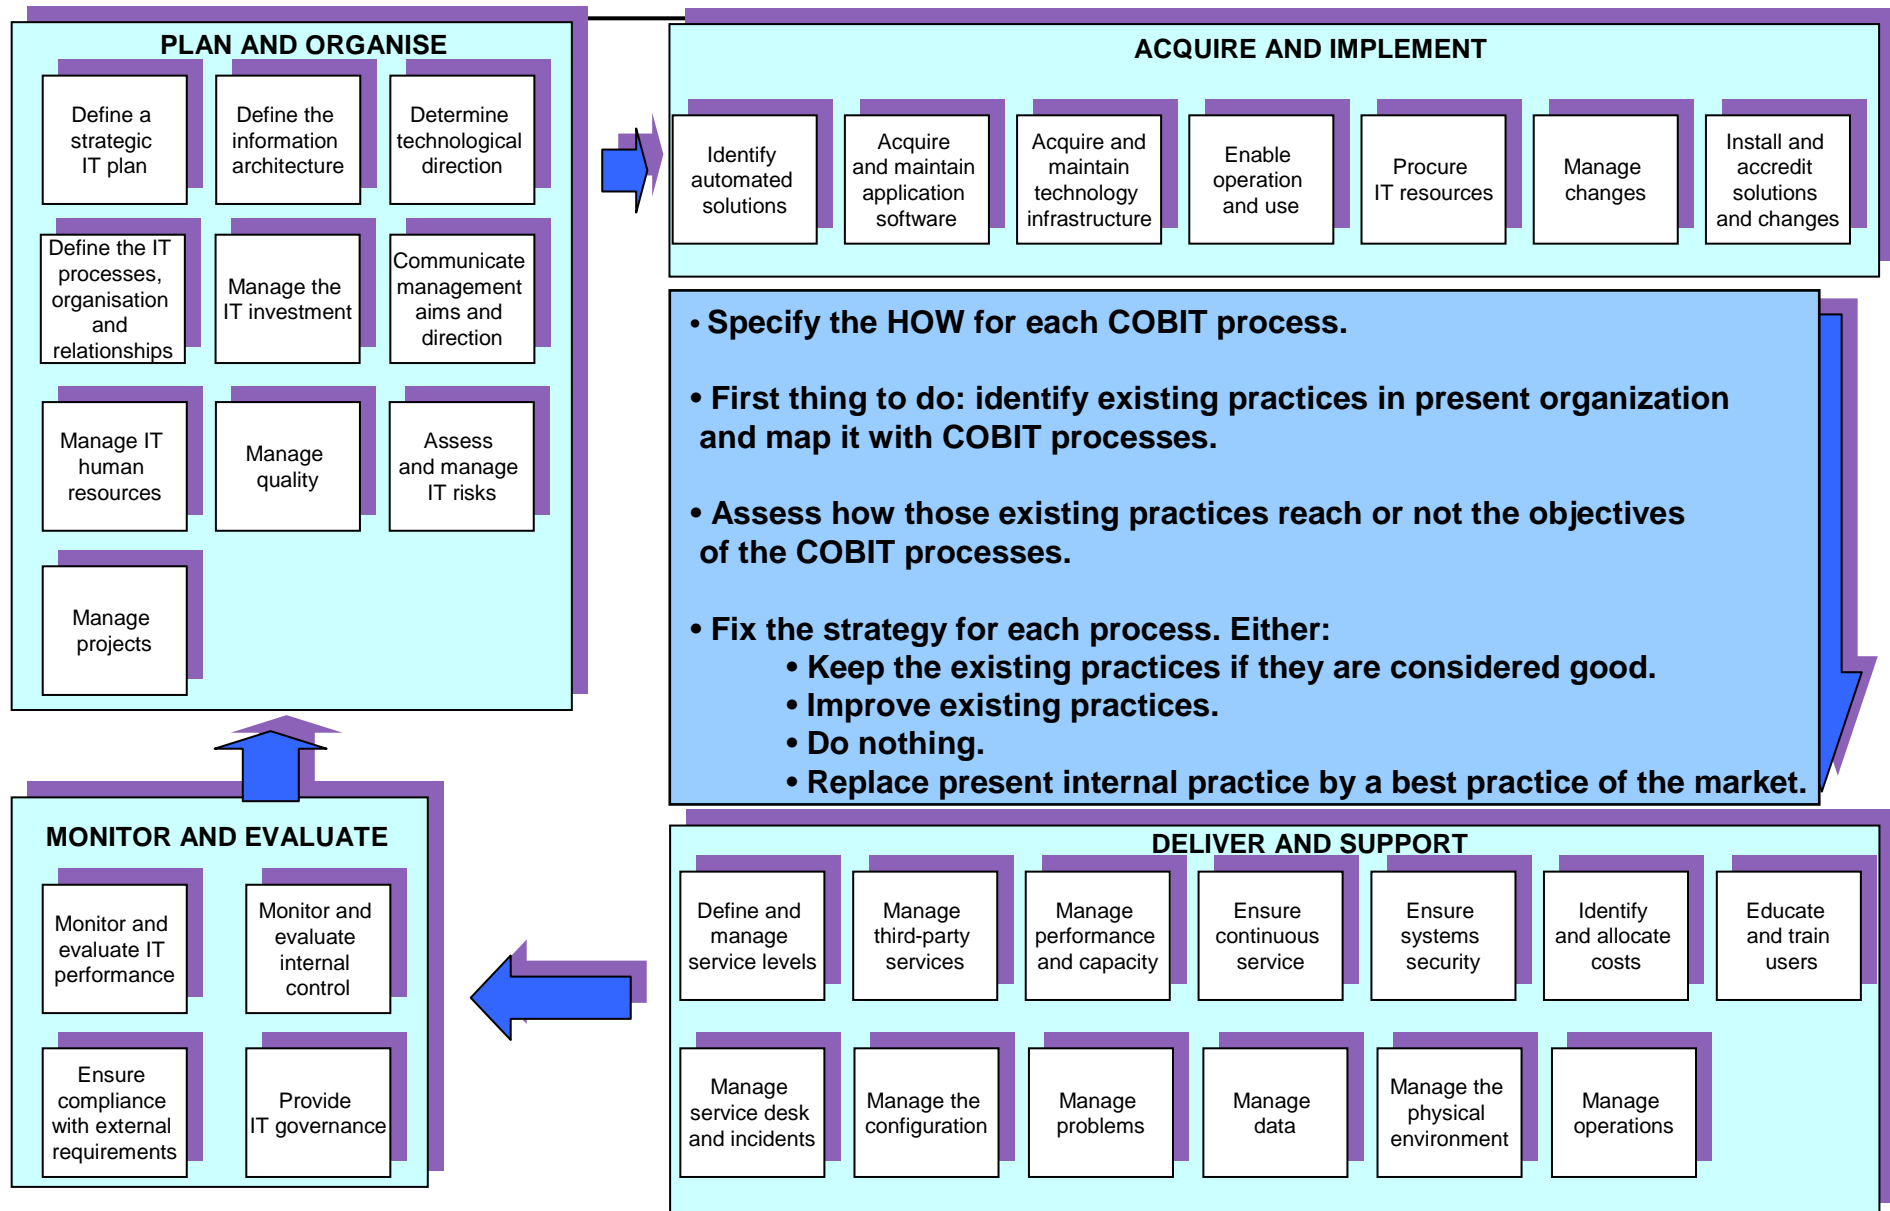 PLAN AND ORGANISE
Define a
strategic
IT plan
Define the
information
architecture
Determine
technological
direction
Define the IT
processes,
organisation
and
relationships
Manage the
IT investment
Communicate
management
aims and
direction
Manage IT
human
resources
Manage
quality
Assess
and manage
IT risks
Manage
projects
ACQUIRE AND IMPLEMENT
Identify
automated
solutions
Acquire
and maintain
application
software
Acquire and
maintain
technology
infrastructure
Enable
operation
and use
Procure
IT resources
Manage
changes
Install and
accredit
solutions
and changes
• Specify the HOW for each COBIT process.
• First thing to do: identify existing practices in present organization
and map it with COBIT processes.
• Assess how those existing practices reach or not the objectives
of the COBIT processes.
• Fix the strategy for each process. Either:
• Keep the existing practices if they are considered good.
• Improve existing practices.
• Do nothing.
• Replace present internal practice by a best practice of the market.
DELIVER AND SUPPORT
Define and
manage
service levels
Manage
third-party
services
Manage
performance
and capacity
Ensure
continuous
service
Ensure
systems
security
Identify
and allocate
costs
Educate
and train
users
Manage
service desk
and incidents
Manage the
configuration
Manage
problems
Manage
data
Manage the
physical
environment
Manage
operations
MONITOR AND EVALUATE
Monitor and
evaluate IT
performance
Monitor and
evaluate
internal
control
Ensure
compliance
with external
requirements
Provide
IT governance